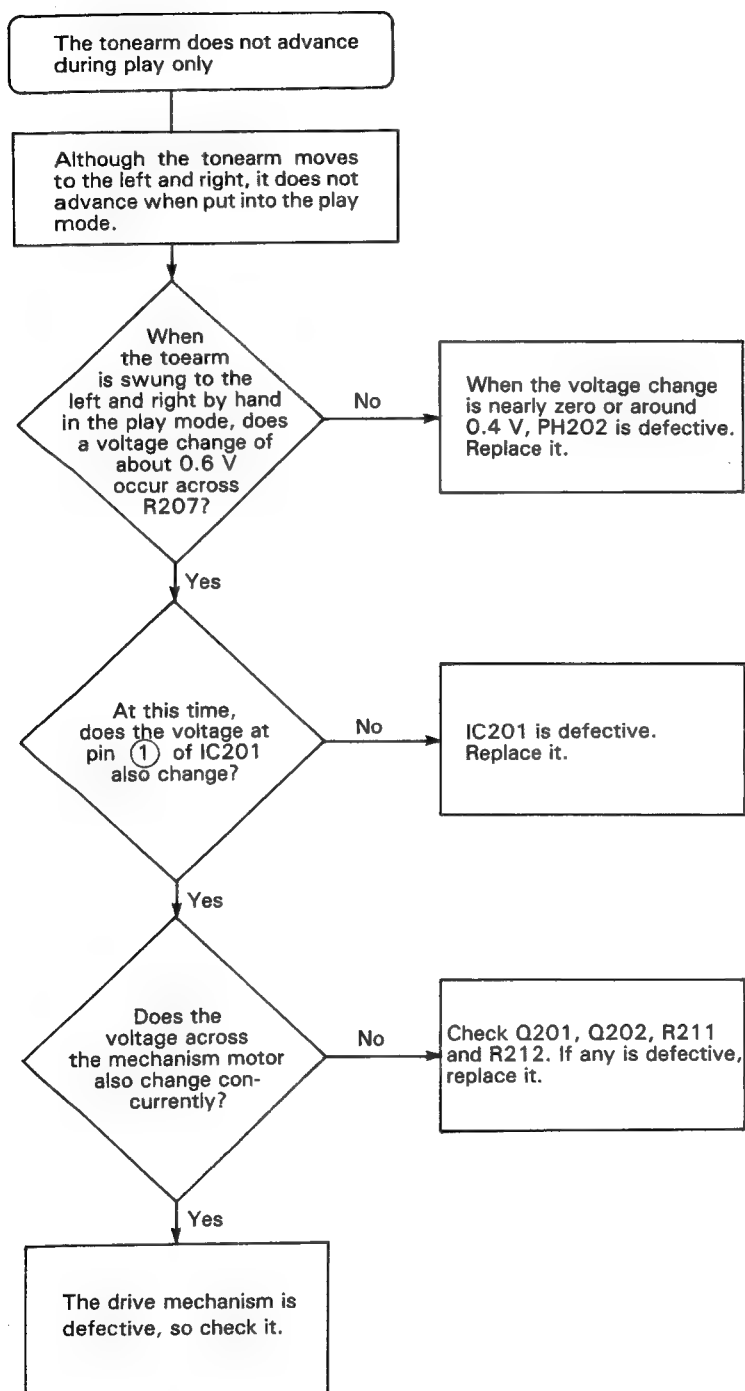 The tonearm does not advance
during play only
Although the tonearm moves
to the left and right, it does not
advance when put into the play
mode.
When
the toearm
is swung to the
left and right by hand
in the play mode, does
a voltage change of
about 0.6 V
occur across
R207?
No
When the voltage change
is nearly zero or around
0.4 V, PH202 is defective.
Replace it.
Yes
At this time,
does the voltage at
pin ① of IC201
also change?
No
IC201 is defective.
Replace it.
Yes
Does the
voltage across
the mechanism motor
also change con-
currently?
No
Check Q201, Q202, R211
and R212. If any is defective,
replace it.
Yes
The drive mechanism is
defective, so check it.